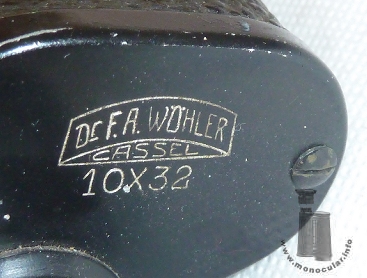 Dr. F. A. WÖHLER
CASSEL
10X32
www.monocular.info